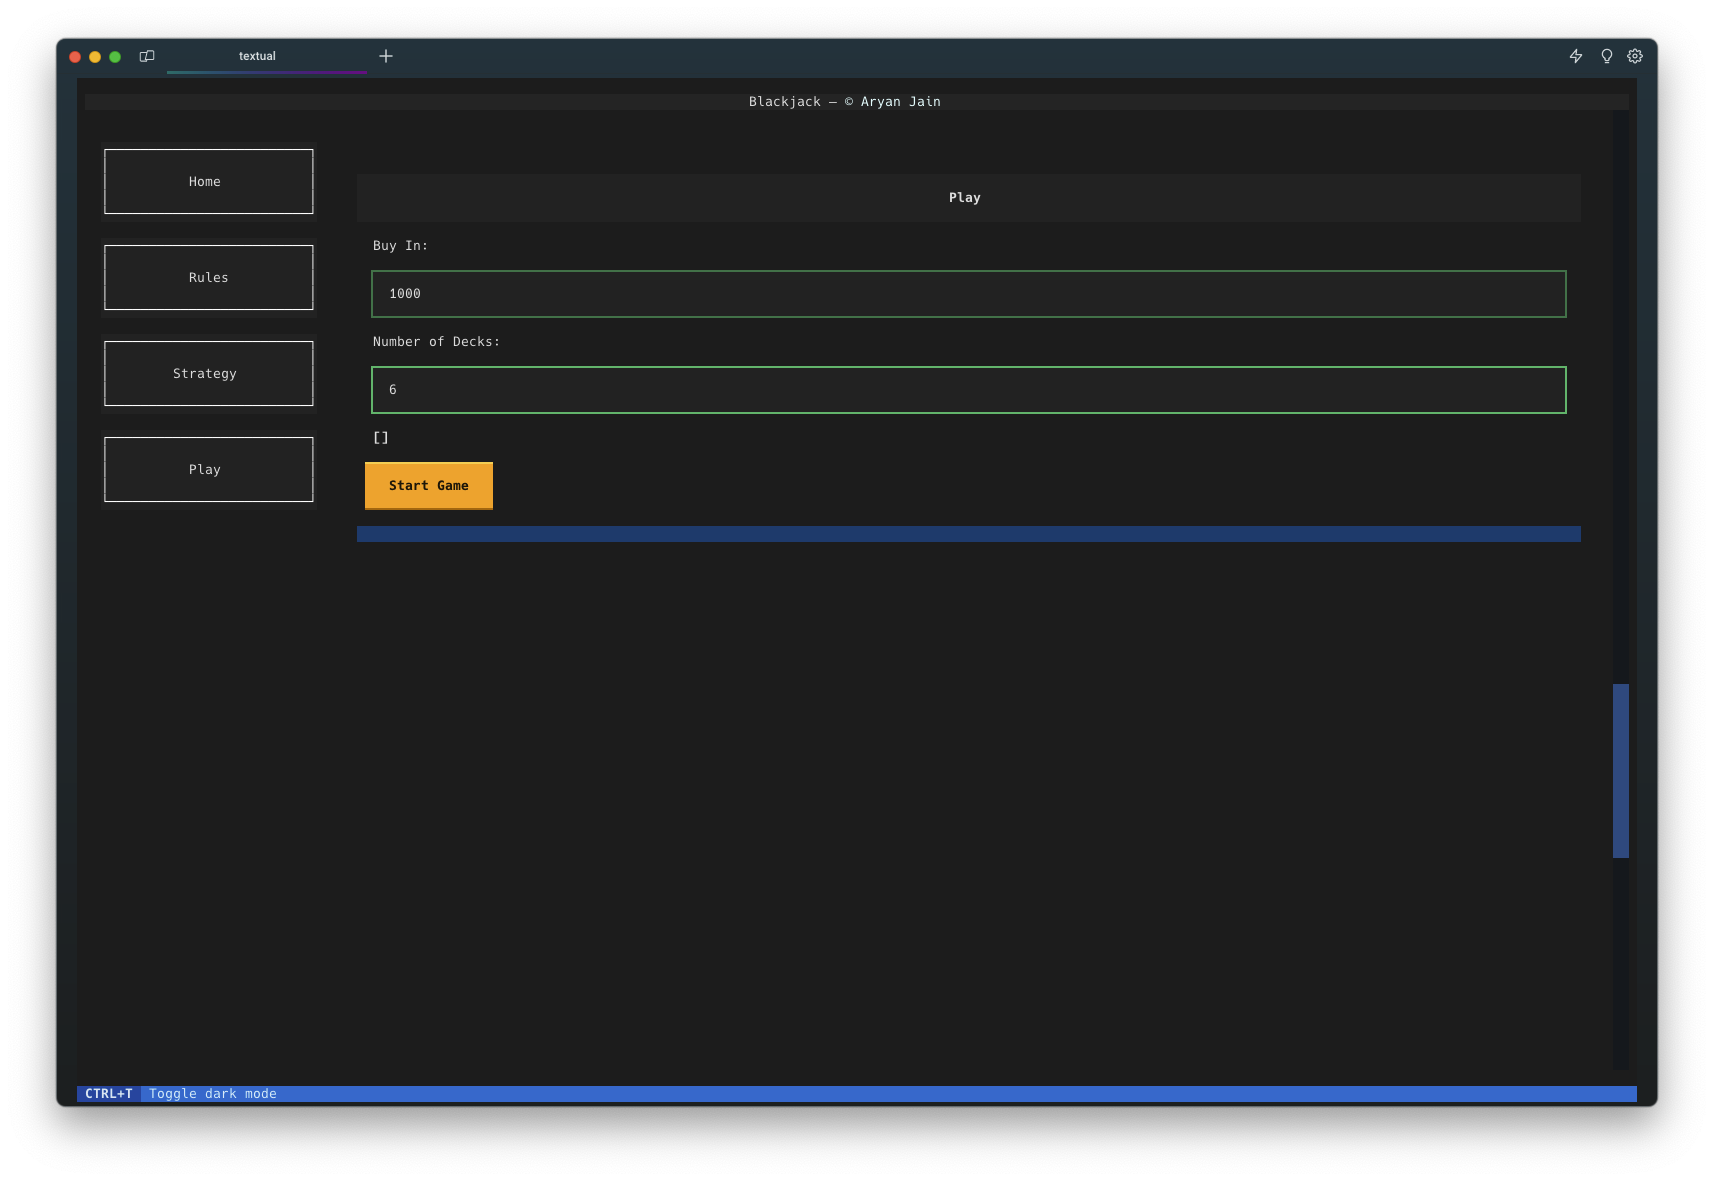 textual
Blackjack — © Aryan Jain
Home
Rules
Strategy
Play
Play
Buy In:
1000
Number of Decks:
6
[]
Start Game
CTRL+T Toggle dark mode